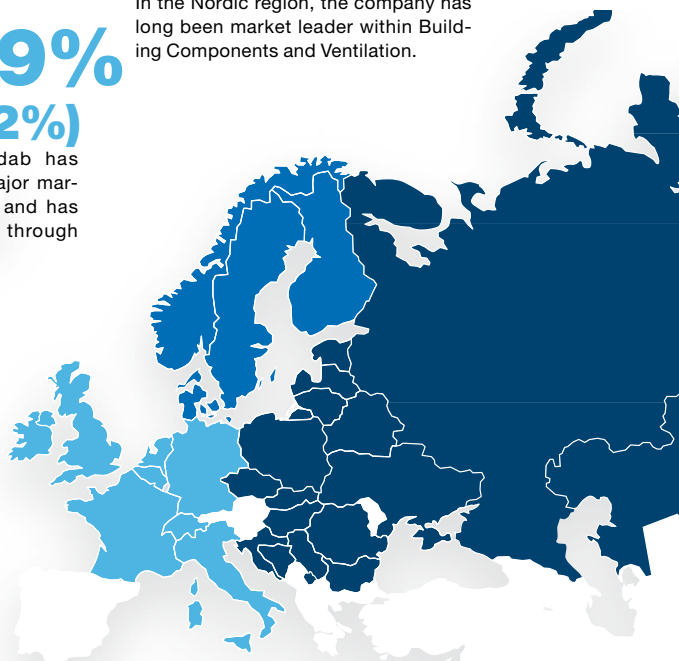 In the Nordic region, the company has
long been market leader within Build-
ing Components and Ventilation.
9%
2%)
dab has
ajor mar-
and has
through